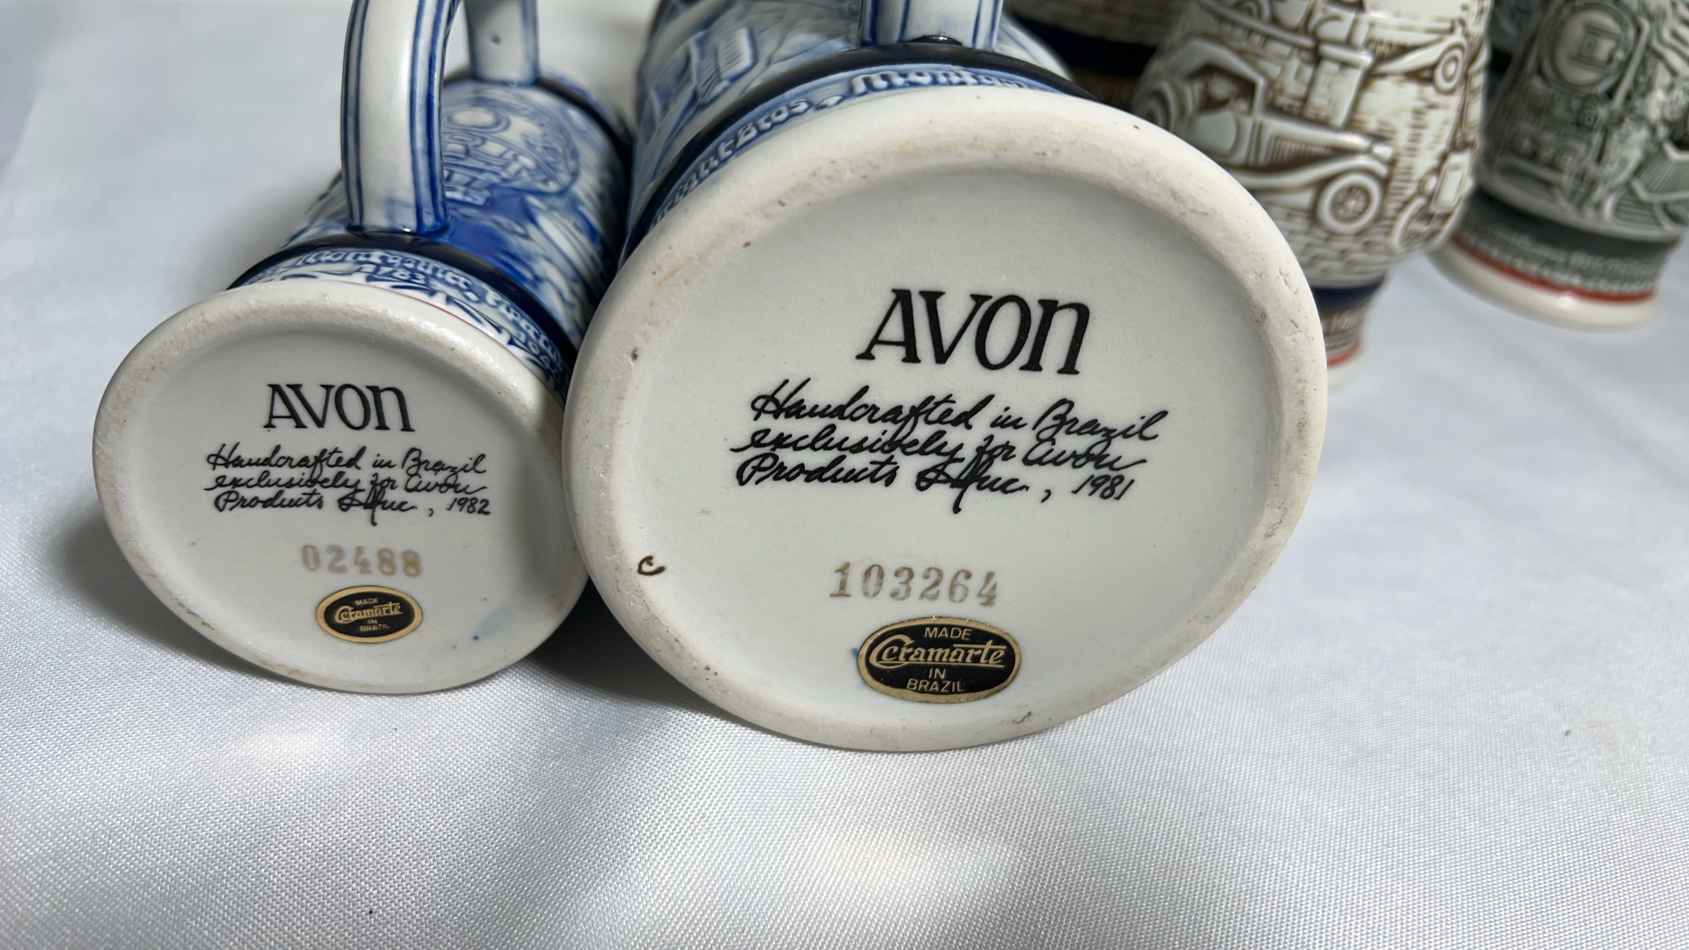 AVON
Handcrafted in Brazil
exclusively for Avon
Products Inc., 1982
02488
MADE
Ceramarte
IN
BRAZIL
AVON
Handcrafted in Brazil
exclusively for Avon
Products Inc., 1981
103264
MADE
Ceramarte
IN
BRAZIL